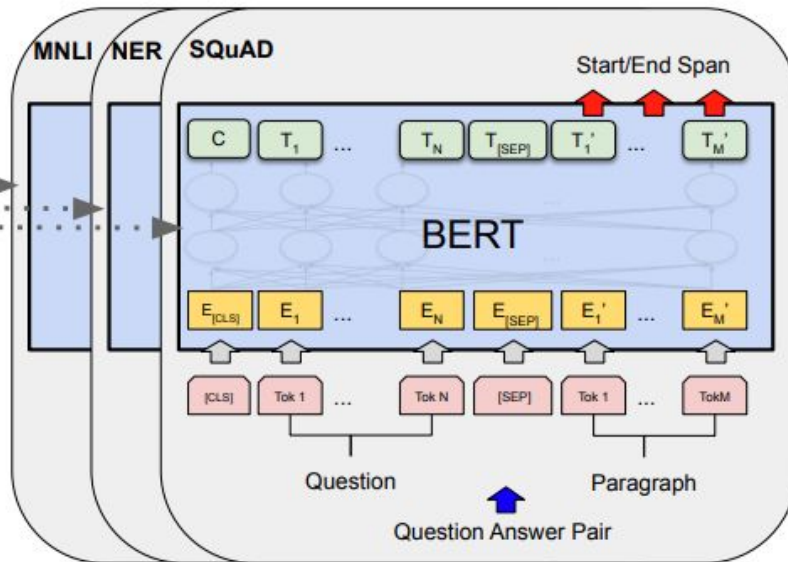 MNLI NER SQuAD
Start/End Span
C T1 ... TN T[SEP] T1' ... TM'
BERT
E[CLS] E1 ... EN E[SEP] E1' ... EM'
[CLS] Tok 1 ... Tok N [SEP] Tok 1 ... TokM
Question Paragraph
Question Answer Pair